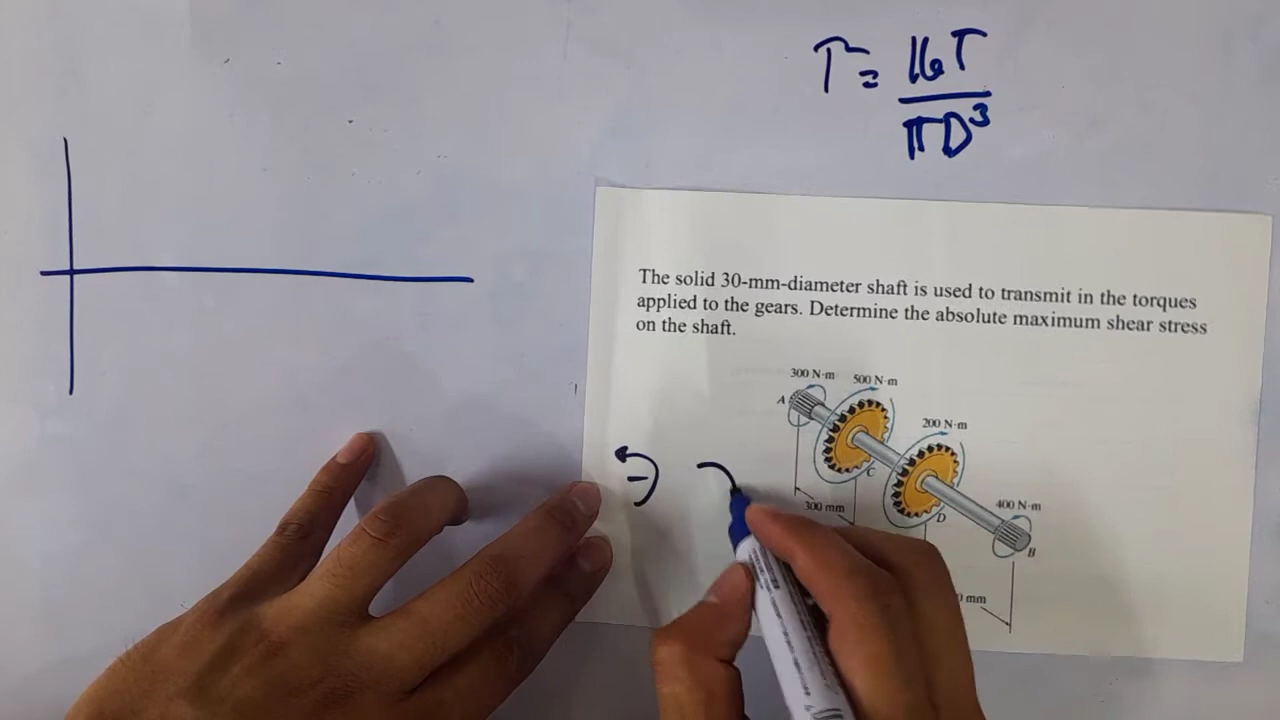 τ = 16T
πD³
The solid 30-mm-diameter shaft is used to transmit in the torques
applied to the gears. Determine the absolute maximum shear stress
on the shaft.
300 N·m
500 N·m
A
200 N·m
C
300 mm
400 N·m
D
B
mm
−